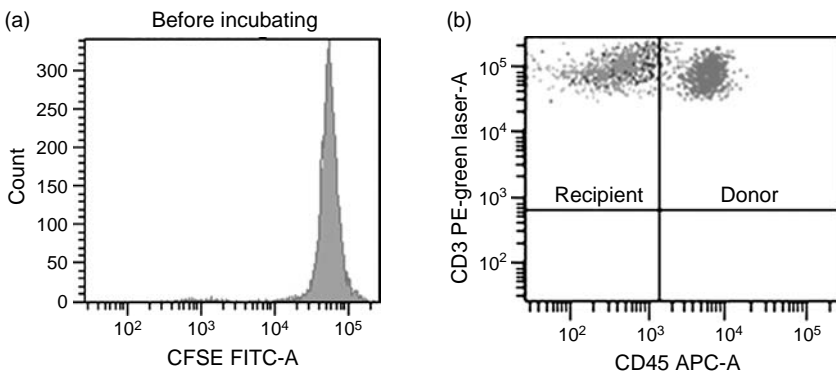 (a)
Before incubating
Count
300
250
200
150
100
50
0
10²
10³
10⁴
10⁵
CFSE FITC-A
(b)
CD3 PE-green laser-A
10⁵
10⁴
10³
10²
Recipient
Donor
10²
10³
10⁴
10⁵
CD45 APC-A